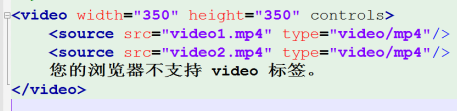 <video width="350" height="350" controls>
    <source src="video1.mp4" type="video/mp4"/>
    <source src="video2.mp4" type="video/mp4"/>
    您的浏览器不支持 video 标签。
</video>